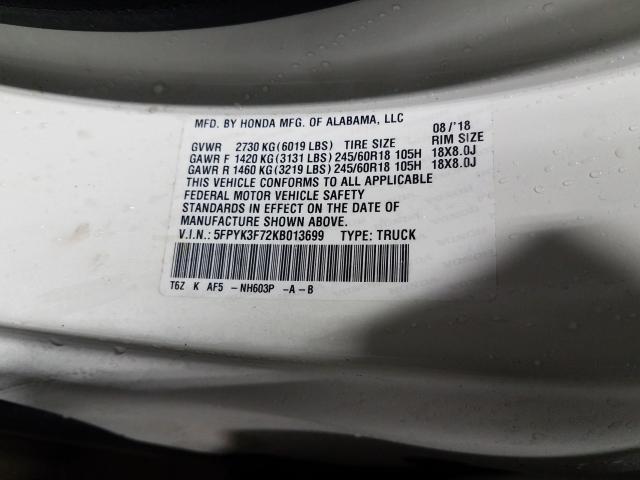 MFD. BY HONDA MFG. OF ALABAMA, LLC 08/'18
GVWR 2730 KG(6019 LBS) TIRE SIZE RIM SIZE
GAWR F 1420 KG(3131 LBS) 245/60R18 105H 18X8.0J
GAWR R 1460 KG(3219 LBS) 245/60R18 105H 18X8.0J
THIS VEHICLE CONFORMS TO ALL APPLICABLE
FEDERAL MOTOR VEHICLE SAFETY
STANDARDS IN EFFECT ON THE DATE OF
MANUFACTURE SHOWN ABOVE.
V.I.N.: 5FPYK3F72KB013699 TYPE: TRUCK
T6Z K AF5 -NH603P -A-B